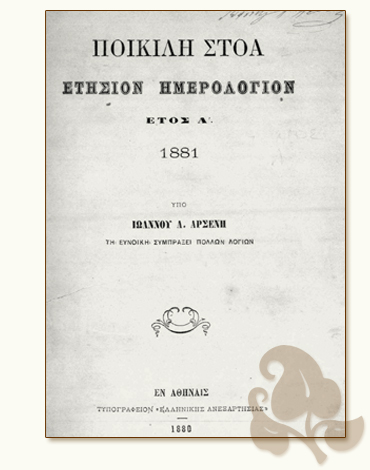 ΠΟΙΚΙΛΗ ΣΤΟΑ
ΕΤΗΣΙΟΝ ΗΜΕΡΟΛΟΓΙΟΝ
ΕΤΟΣ Α'.
1881
ΥΠΟ
ΙΩΑΝΝΟΥ Α. ΑΡΣΕΝΗ
ΤΗ ΕΥΝΟΙΚΗ ΣΥΜΠΡΑΞΕΙ ΠΟΛΛΩΝ ΛΟΓΙΩΝ
ΕΝ ΑΘΗΝΑΙΣ
ΤΥΠΟΓΡΑΦΕΙΟΝ «ΕΛΛΗΝΙΚΗΣ ΑΝΕΞΑΡΤΗΣΙΑΣ»
1880